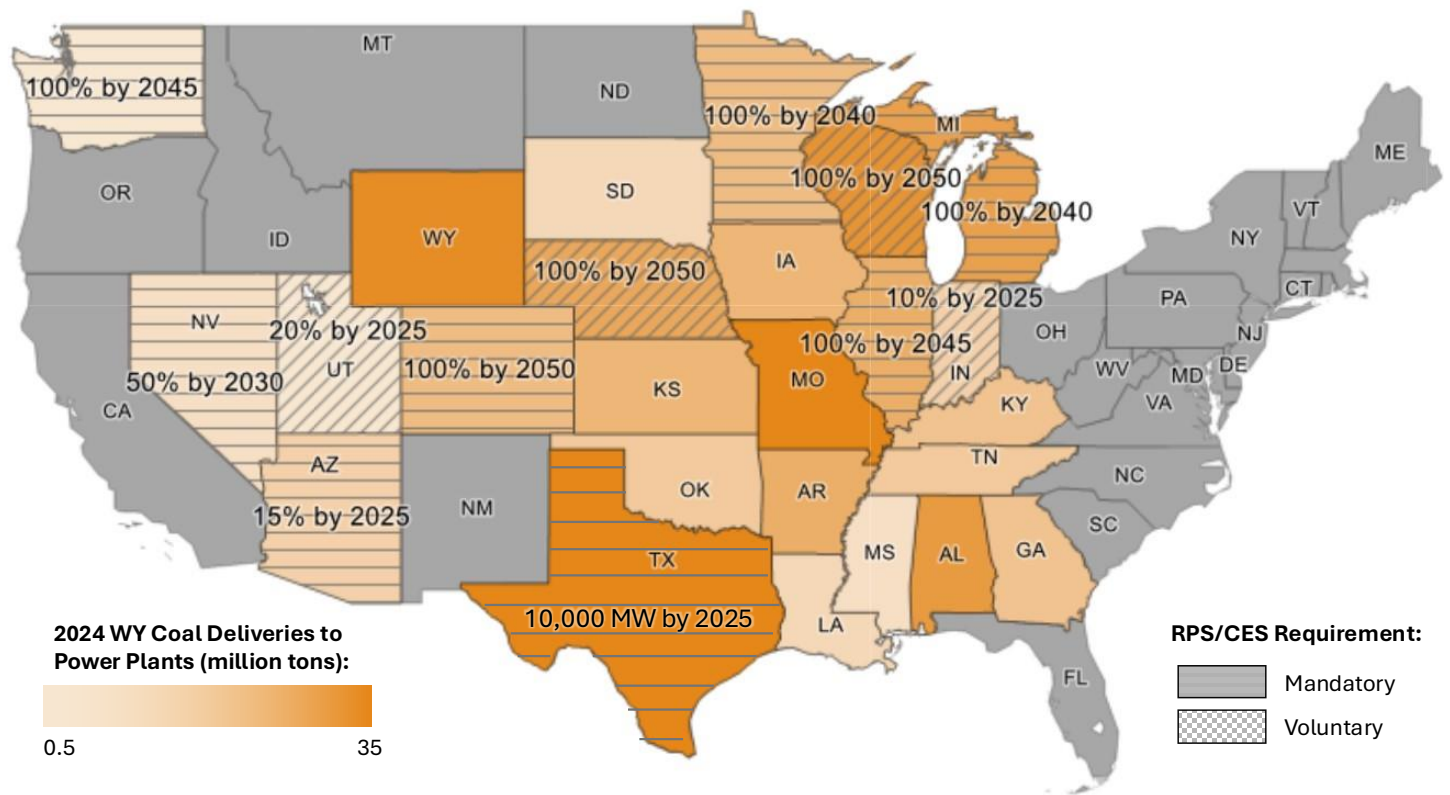 MT
ND
100% by 2045
100% by 2040
MI
ME
OR
SD
100% by 2050
VT
ID
WY
100% by 2040
NY
IA
100% by 2050
10% by 2025
PA
CT
NV
20% by 2025
OH
NJ
100% by 2045
UT
100% by 2050
MO
IN
WV
MD
DE
50% by 2030
KS
KY
VA
CA
AZ
TN
NC
OK
AR
15% by 2025
NM
SC
TX
MS
AL
GA
10,000 MW by 2025
LA
FL
2024 WY Coal Deliveries to
Power Plants (million tons):
0.5
35
RPS/CES Requirement:
Mandatory
Voluntary